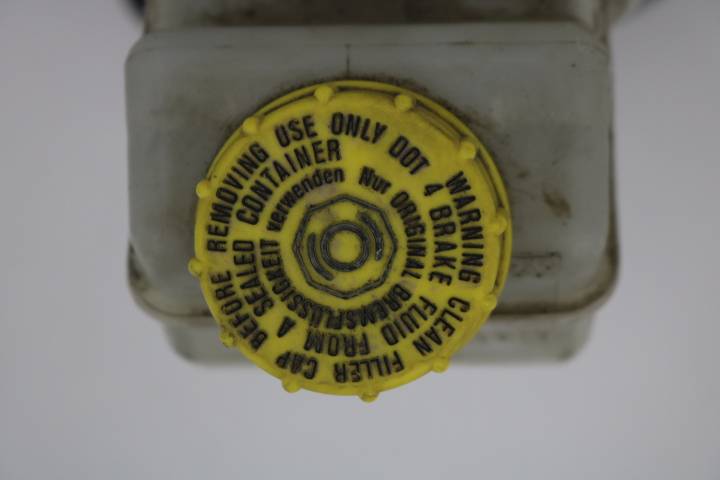 WARNING CLEAN FILLER CAP BEFORE REMOVING USE ONLY DOT 4 BRAKE FLUID FROM A SEALED CONTAINER
Nur ORIGINAL BREMSFLÜSSIGKEIT verwenden